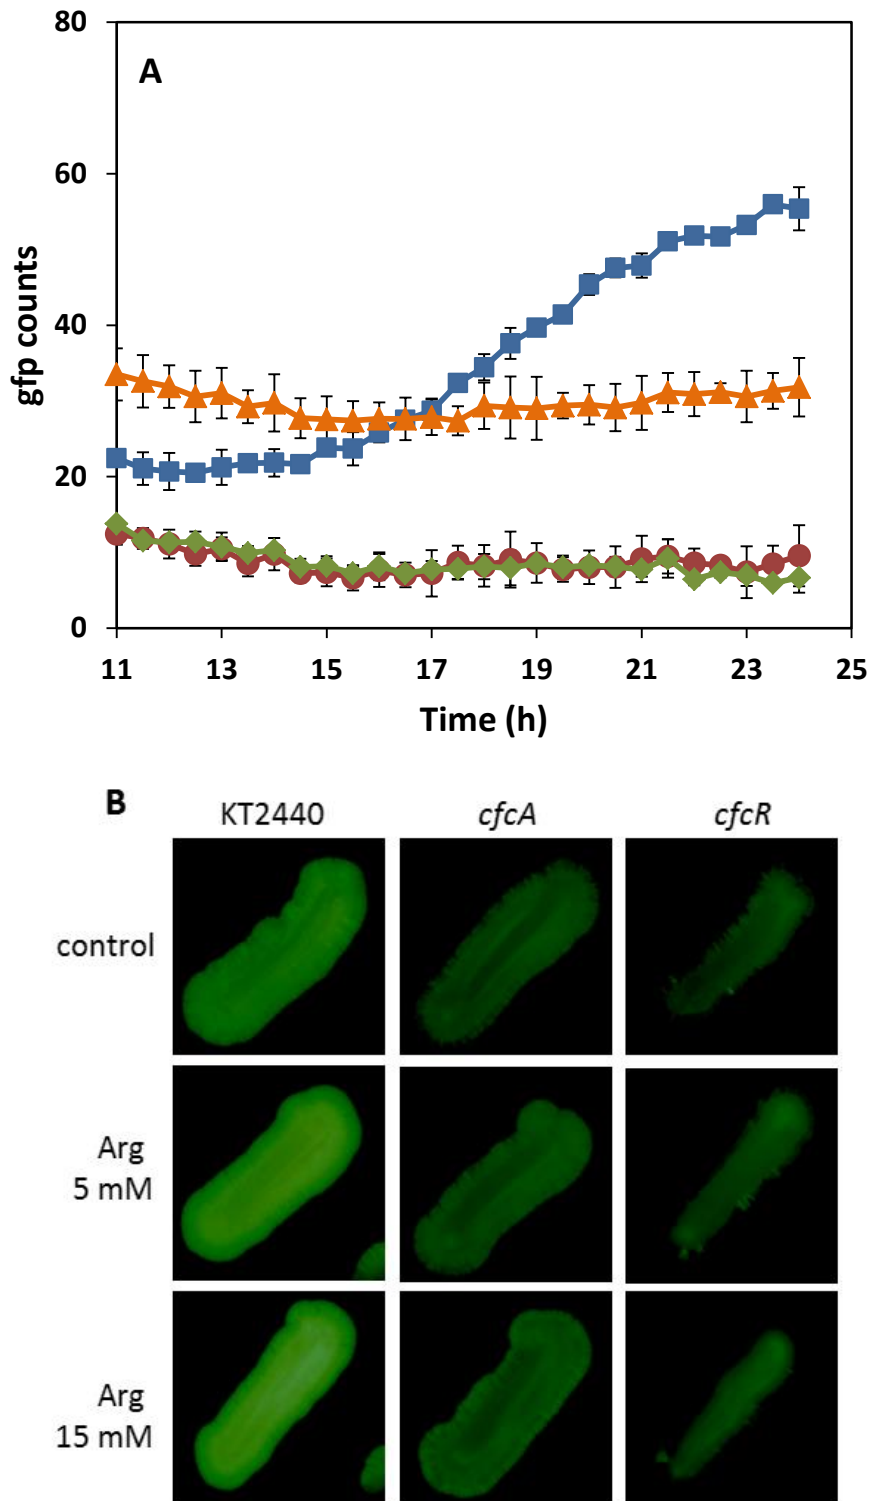 A
80
60
40
20
0
gfp counts
11 13 15 17 19 21 23 25
Time (h)
B
KT2440 cfcA cfcR
control
Arg
5 mM
Arg
15 mM